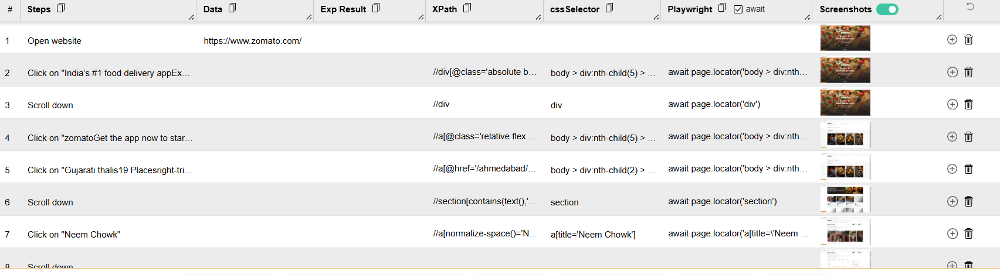 # Steps Data Exp Result XPath cssSelector Playwright await Screenshots
1 Open website https://www.zomato.com/
2 Click on "India's #1 food delivery appEx... //div[@class='absolute b... body > div:nth-child(5) > ... await page.locator('body > div:nth...
3 Scroll down //div div await page.locator('div')
4 Click on "zomatoGet the app now to star... //a[@class='relative flex ... body > div:nth-child(5) > ... await page.locator('body > div:nth...
5 Click on "Gujarati thalis19 Placesright-tri... //a[@href='/ahmedabad/... body > div:nth-child(2) > ... await page.locator('body > div:nth...
6 Scroll down //section[contains(text(),'... section await page.locator('section')
7 Click on "Neem Chowk" //a[normalize-space()='N... a[title='Neem Chowk'] await page.locator('a[title=\'Neem ...
8 Scroll down